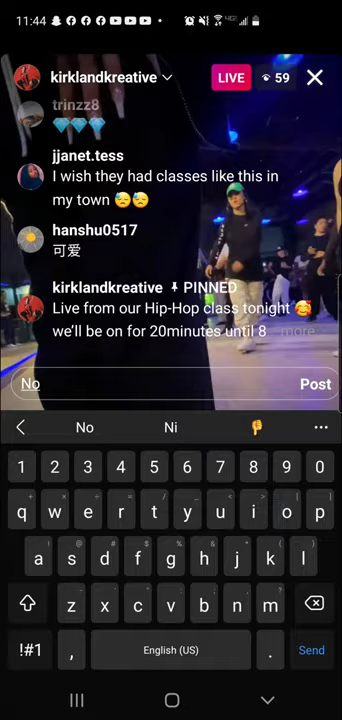 11:44
kirklandkreative
LIVE
59
trinzz8
jjanet.tess
I wish they had classes like this in
my town 😓😓
hanshu0517
可爱
kirklandkreative PINNED
Live from our Hip-Hop class tonight 🥰
we'll be on for 20minutes until 8 ... more
No
Post
No Ni
1 2 3 4 5 6 7 8 9 0
q w e r t y u i o p
a s d f g h j k l
z x c v b n m
!#1 , English (US) . Send